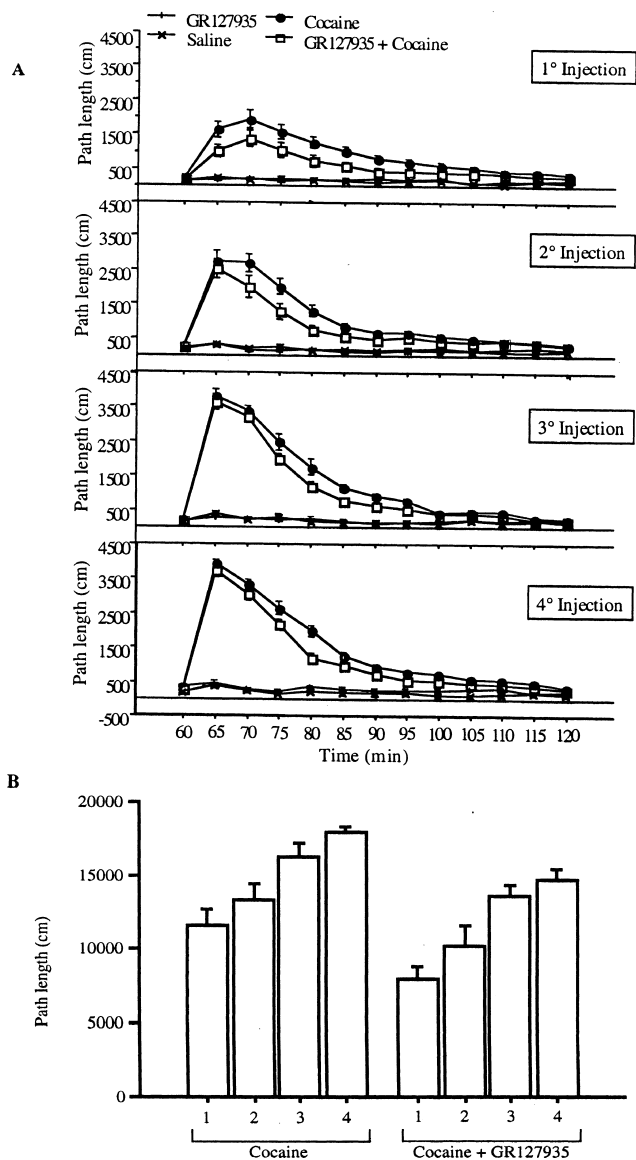 GR127935 Cocaine
Saline GR127935 + Cocaine
A
1° Injection
Path length (cm)
4500
3500
2500
1500
500
2° Injection
Path length (cm)
4500
3500
2500
1500
500
3° Injection
Path length (cm)
4500
3500
2500
1500
500
4° Injection
Path length (cm)
4500
3500
2500
1500
500
-500
60 65 70 75 80 85 90 95 100 105 110 115 120
Time (min)
B
Path length (cm)
20000
15000
10000
5000
0
1 2 3 4 1 2 3 4
Cocaine Cocaine + GR127935